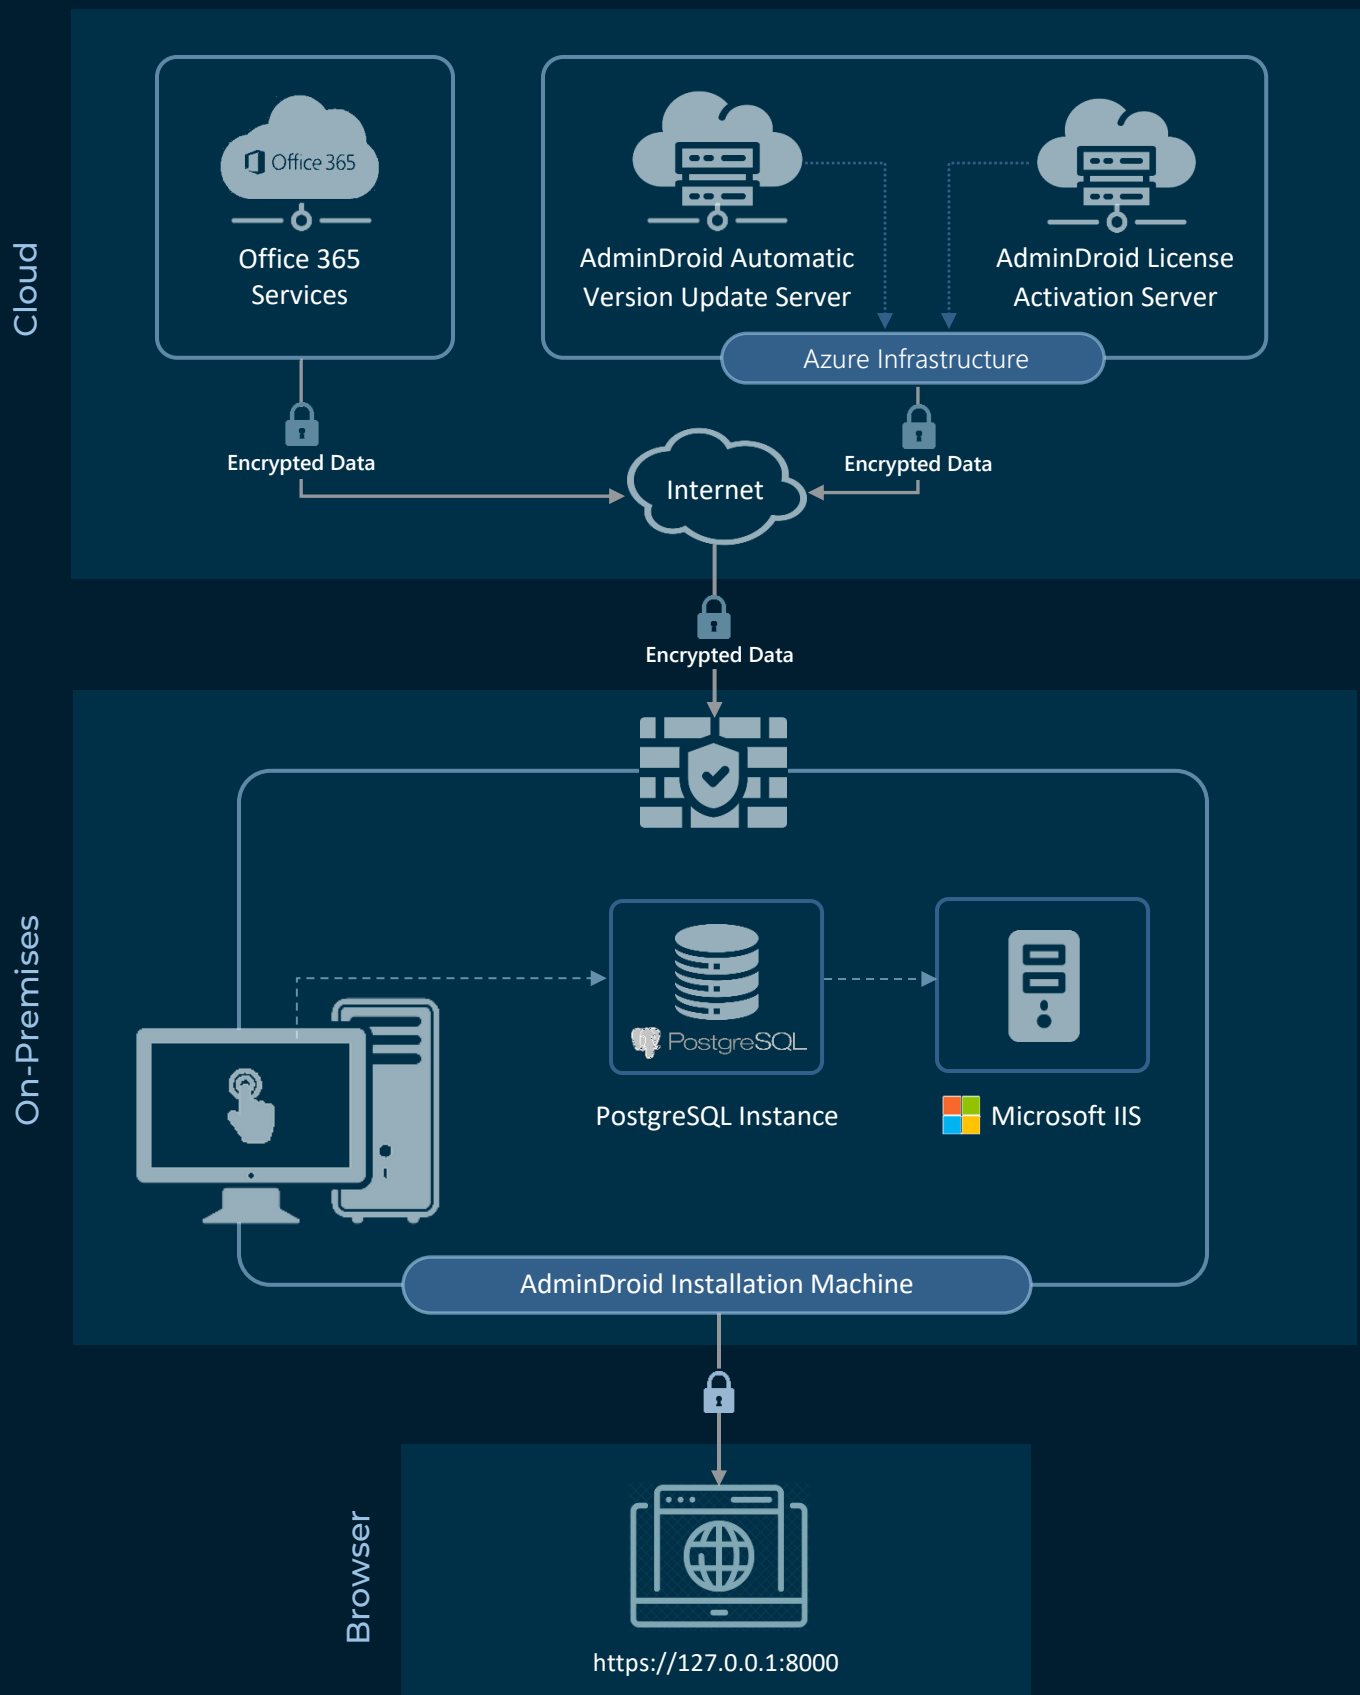 Cloud
Office 365
Office 365
Services
AdminDroid Automatic
Version Update Server
AdminDroid License
Activation Server
Azure Infrastructure
Encrypted Data
Encrypted Data
Internet
Encrypted Data
On-Premises
PostgreSQL
PostgreSQL Instance
Microsoft IIS
AdminDroid Installation Machine
Browser
https://127.0.0.1:8000